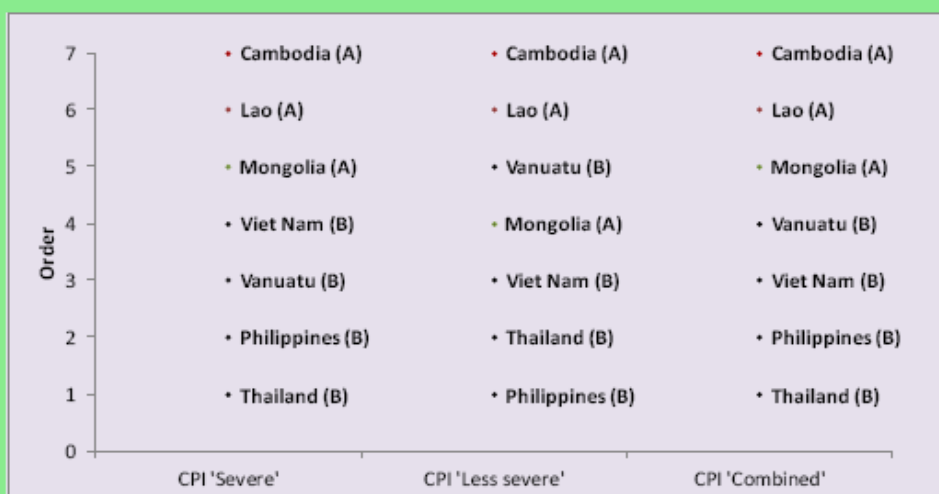 7 Cambodia (A) Cambodia (A) Cambodia (A)
6 Lao (A) Lao (A) Lao (A)
5 Mongolia (A) Vanuatu (B) Mongolia (A)
4 Viet Nam (B) Mongolia (A) Vanuatu (B)
Order
3 Vanuatu (B) Viet Nam (B) Viet Nam (B)
2 Philippines (B) Thailand (B) Philippines (B)
1 Thailand (B) Philippines (B) Thailand (B)
0
CPI 'Severe' CPI 'Less severe' CPI 'Combined'